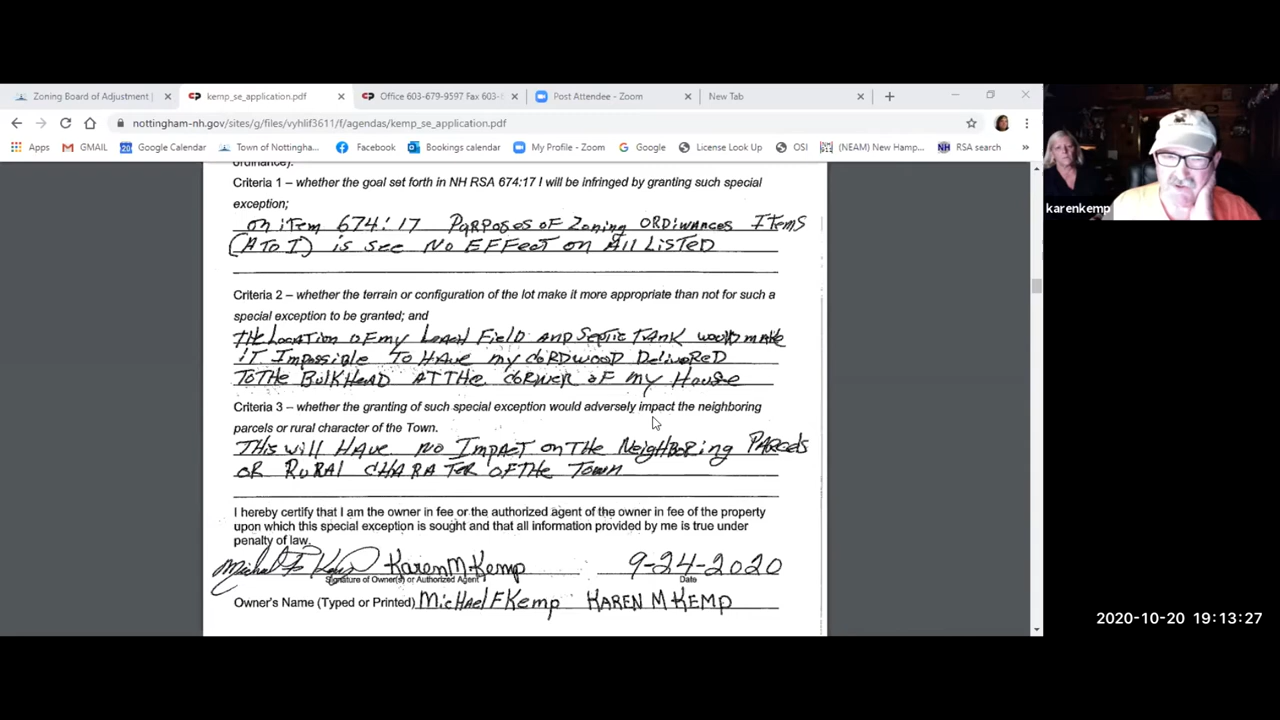 Zoning Board of Adjustment |
kemp_se_application.pdf
Office 603-679-9597 Fax 603-
Post Attendee - Zoom
New Tab
nottingham-nh.gov/sites/g/files/vyhlif3611/f/agendas/kemp_se_application.pdf
Apps GMAIL Google Calendar Town of Nottingha... Facebook Bookings calendar My Profile - Zoom Google License Look Up OSI (NEAM) New Hamp... RSA search »
ordinance).
Criteria 1 – whether the goal set forth in NH RSA 674:17 I will be infringed by granting such special
exception;
on iTem 674:17 PURPOSES OF Zoning ORDINANCES ITEMS
(A TO I) is see NO EFFECT ON All LISTED
Criteria 2 – whether the terrain or configuration of the lot make it more appropriate than not for such a
special exception to be granted; and
THE LOCATION OF my LEACH FIELD AND SEPTIC TANK would make
iT Impossible TO HAVE my CORDWOOD DeliveRED
TO THE BULKHEAD AT THE CORNER OF my HOUSE
Criteria 3 – whether the granting of such special exception would adversely impact the neighboring
parcels or rural character of the Town.
THIS will HAVE NO IMPACT ON THE NEIGHBORing PARCELS
OR RURAL CHARATER OF THE TOWN
I hereby certify that I am the owner in fee or the authorized agent of the owner in fee of the property
upon which this special exception is sought and that all information provided by me is true under
penalty of law.
Michael F Kemp Karen M. Kemp 9-24-2020
Signature of Owner(s) or Authorized Agent Date
Owner's Name (Typed or Printed) MicHael F Kemp KAREN M KEMP
karenkemp
2020-10-20 19:13:27